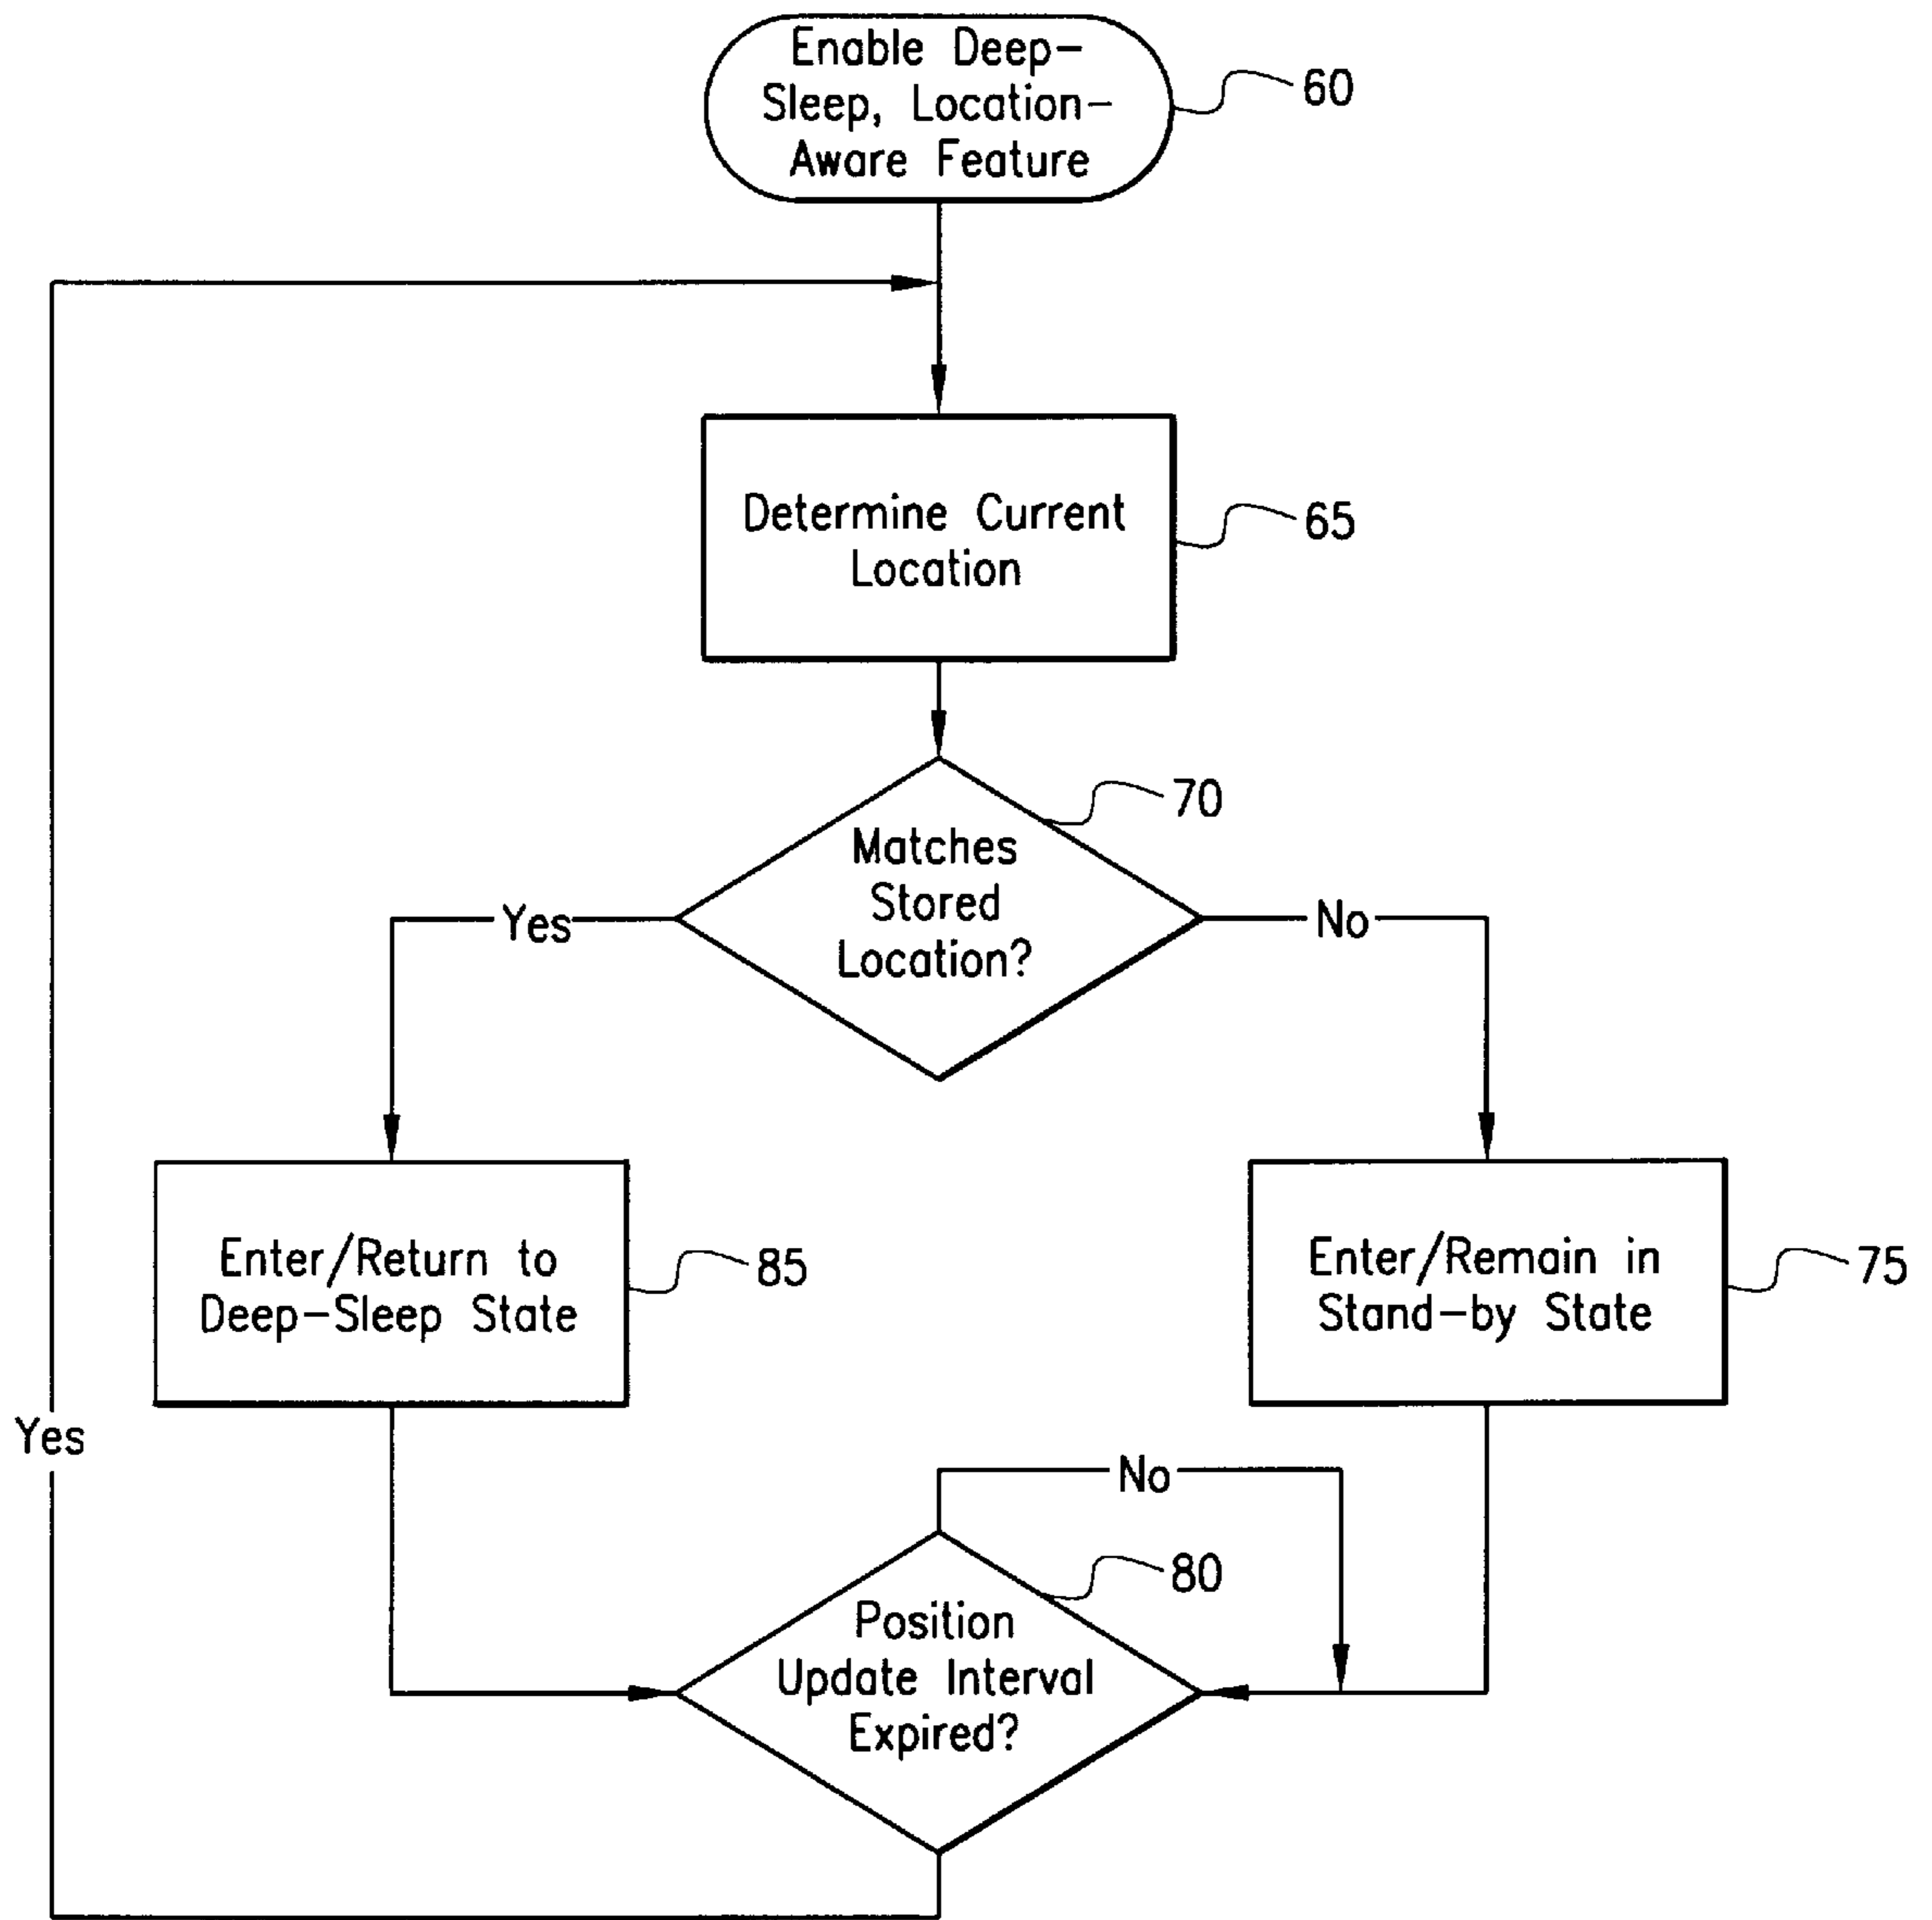 Enable Deep-
Sleep, Location-
Aware Feature
60
Determine Current
Location
65
70
Matches
Stored
Location?
Yes
No
Enter/Return to
Deep-Sleep State
85
Enter/Remain in
Stand-by State
75
Yes
No
80
Position
Update Interval
Expired?